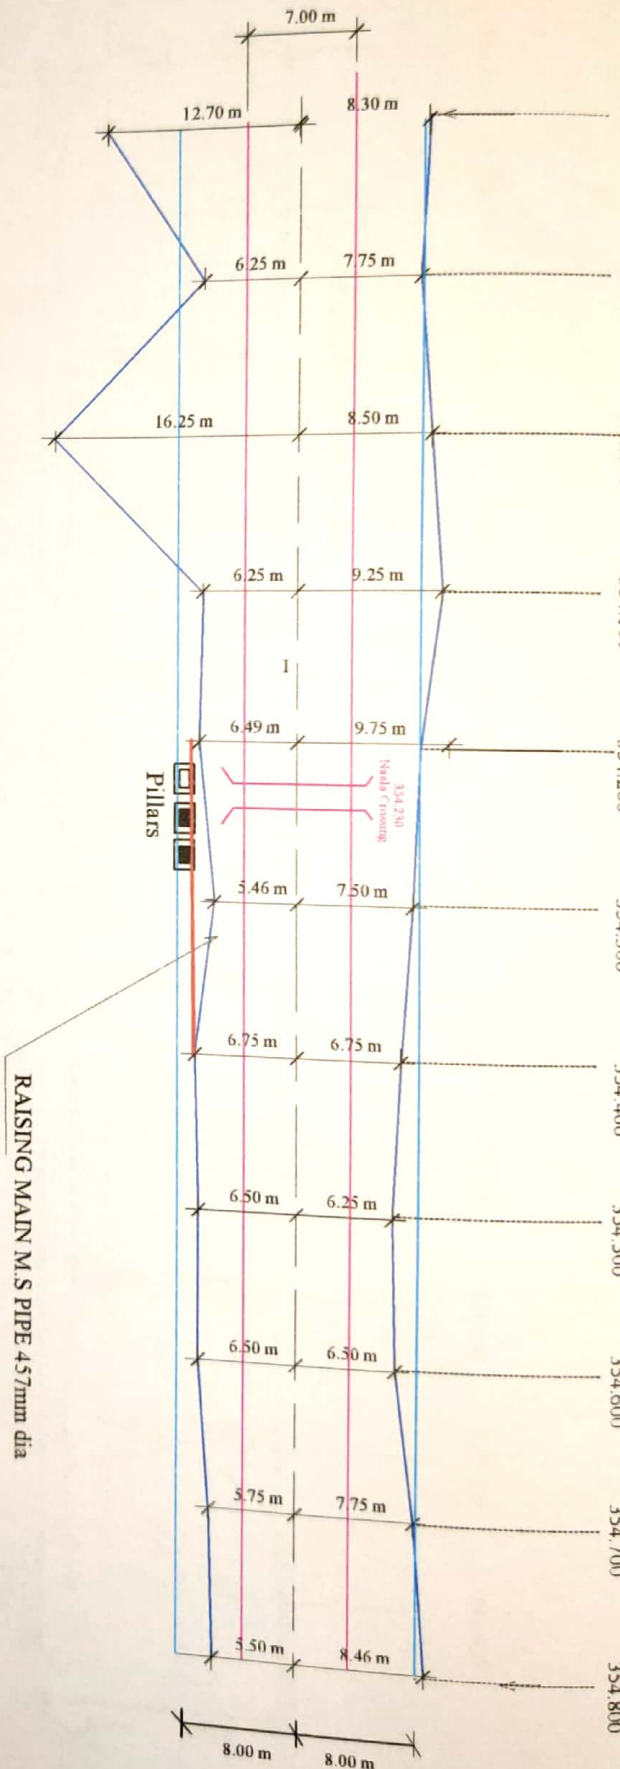 7.00 m
12.70 m
8.30 m
6.25 m
7.75 m
16.25 m
8.50 m
6.25 m
9.25 m
I
6.49 m
9.75 m
354.230
Naala Crossing
Pillars
5.46 m
7.50 m
6.75 m
6.75 m
RAISING MAIN M.S PIPE 457mm dia
6.50 m
6.25 m
6.50 m
6.50 m
354.600
5.75 m
7.75 m
354.700
5.50 m
8.46 m
354.800
8.00 m
8.00 m